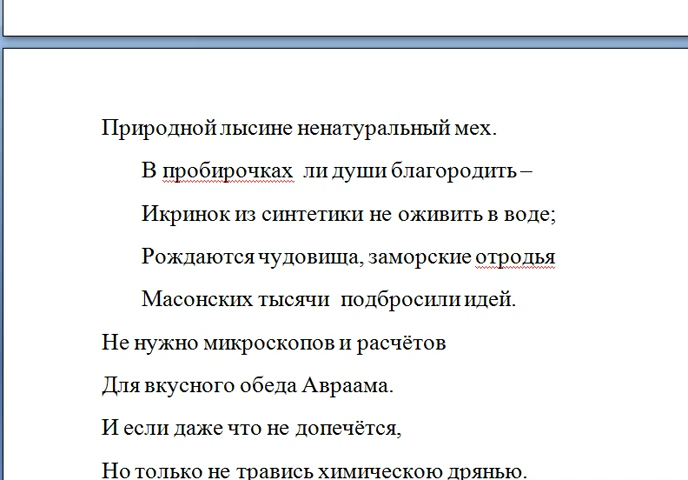 Природной лысине ненатуральный мех.
В пробирочках ли души благородить –
Икринок из синтетики не оживить в воде;
Рождаются чудовища, заморские отродья
Масонских тысячи подбросили идей.
Не нужно микроскопов и расчётов
Для вкусного обеда Авраама.
И если даже что не допечётся,
Но только не травись химическою дрянью.